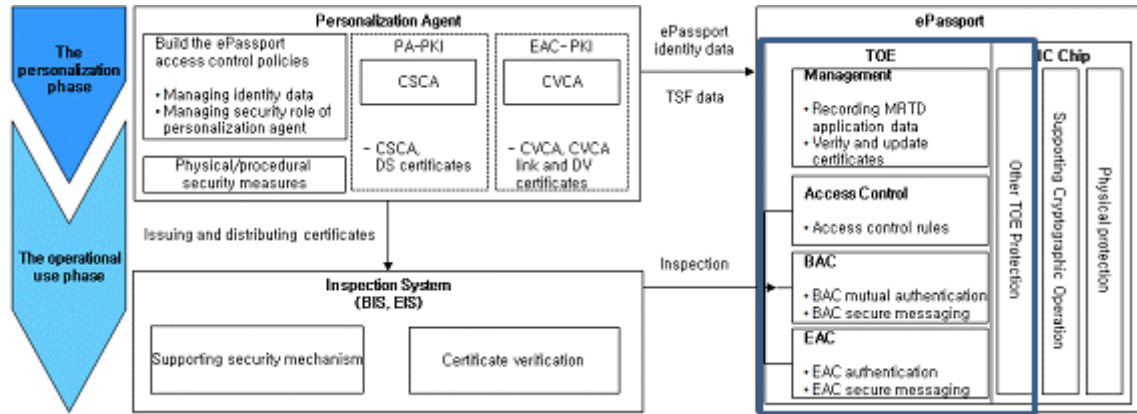 The
personalization
phase
The operational
use phase
Personalization Agent
Build the ePassport
access control policies
• Managing identity data
• Managing security role of
personalization agent
Physical/procedural
security measures
PA-PKI
CSCA
- CSCA,
DS certificates
EAC-PKI
CVCA
- CVCA, CVCA
link and DV
certificates
ePassport
identity data
TSF data
Issuing and distributing certificates
Inspection System
(BIS, EIS)
Supporting security mechanism
Certificate verification
Inspection
ePassport
TOE
Management
• Recording MRTD
application data
• Verify and update
certificates
Access Control
• Access control rules
BAC
• BAC mutual authentication
• BAC secure messaging
EAC
• EAC authentication
• EAC secure messaging
Other TOE Protection
IC Chip
Supporting Cryptographic Operation
Physical protection